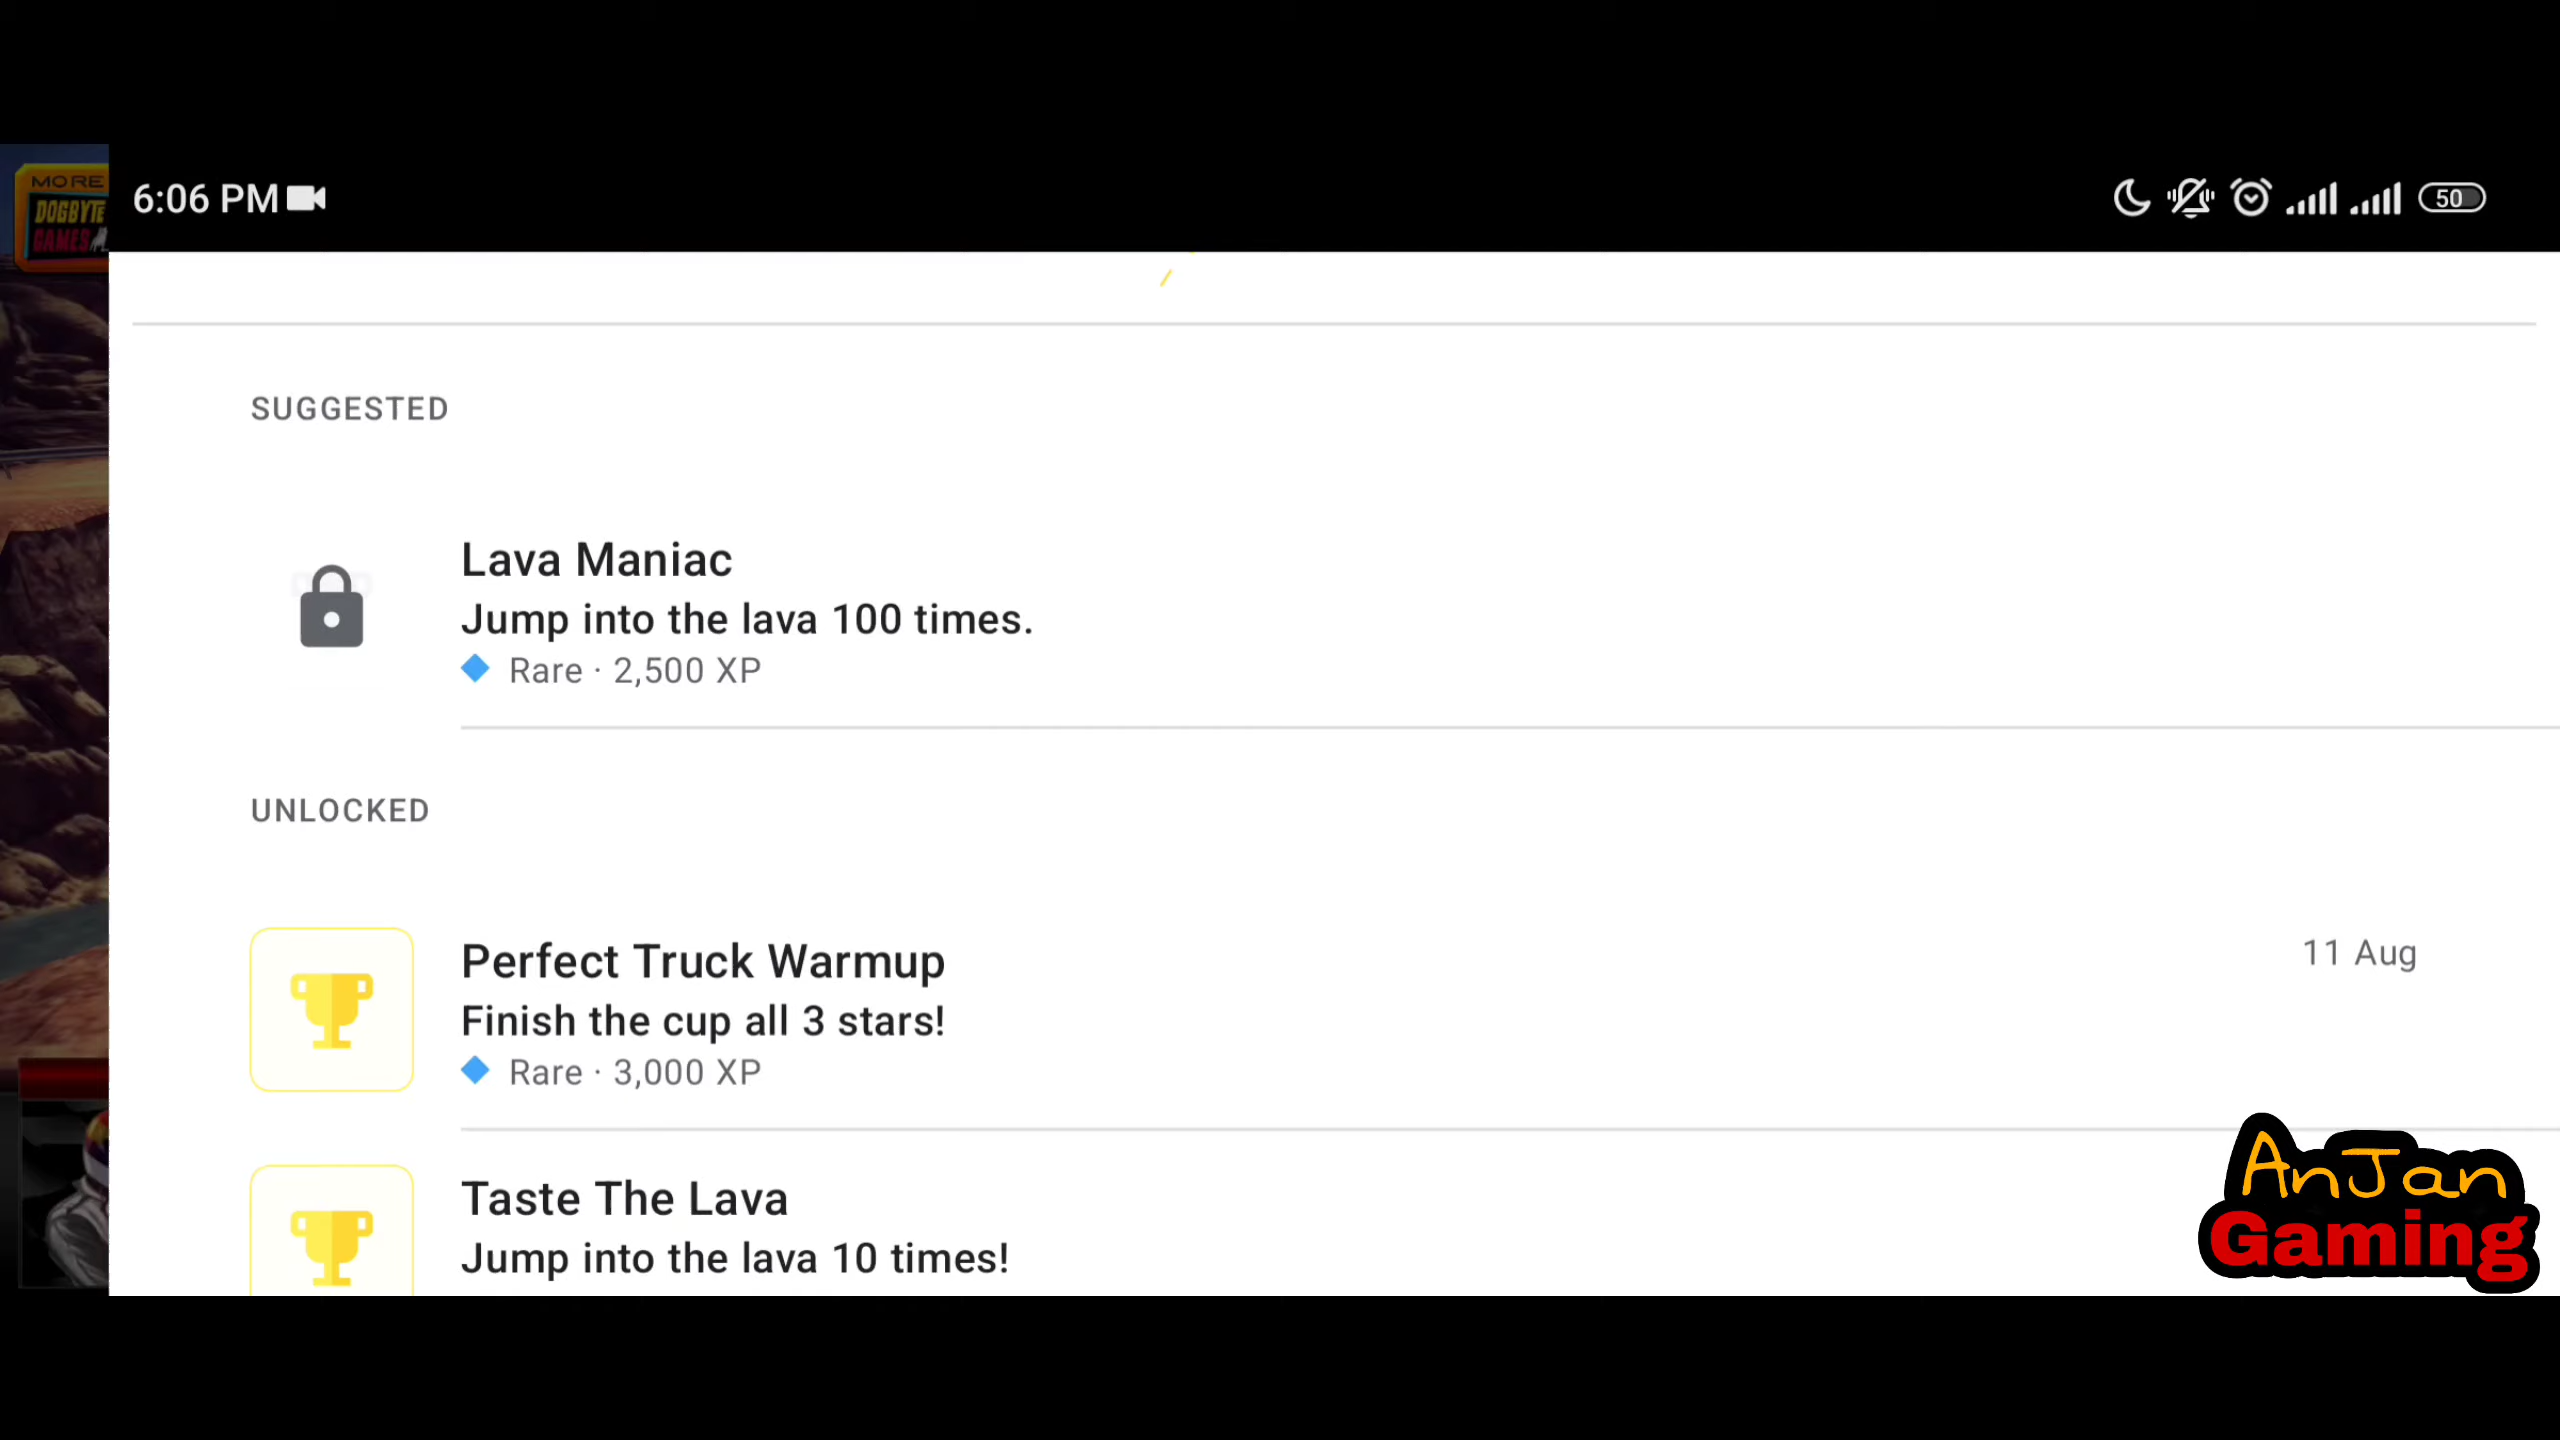 MORE
DOGBYTE
GAMES
6:06 PM
50
SUGGESTED
Lava Maniac
Jump into the lava 100 times.
Rare · 2,500 XP
UNLOCKED
Perfect Truck Warmup
11 Aug
Finish the cup all 3 stars!
Rare · 3,000 XP
Taste The Lava
Jump into the lava 10 times!
AnJan
Gaming